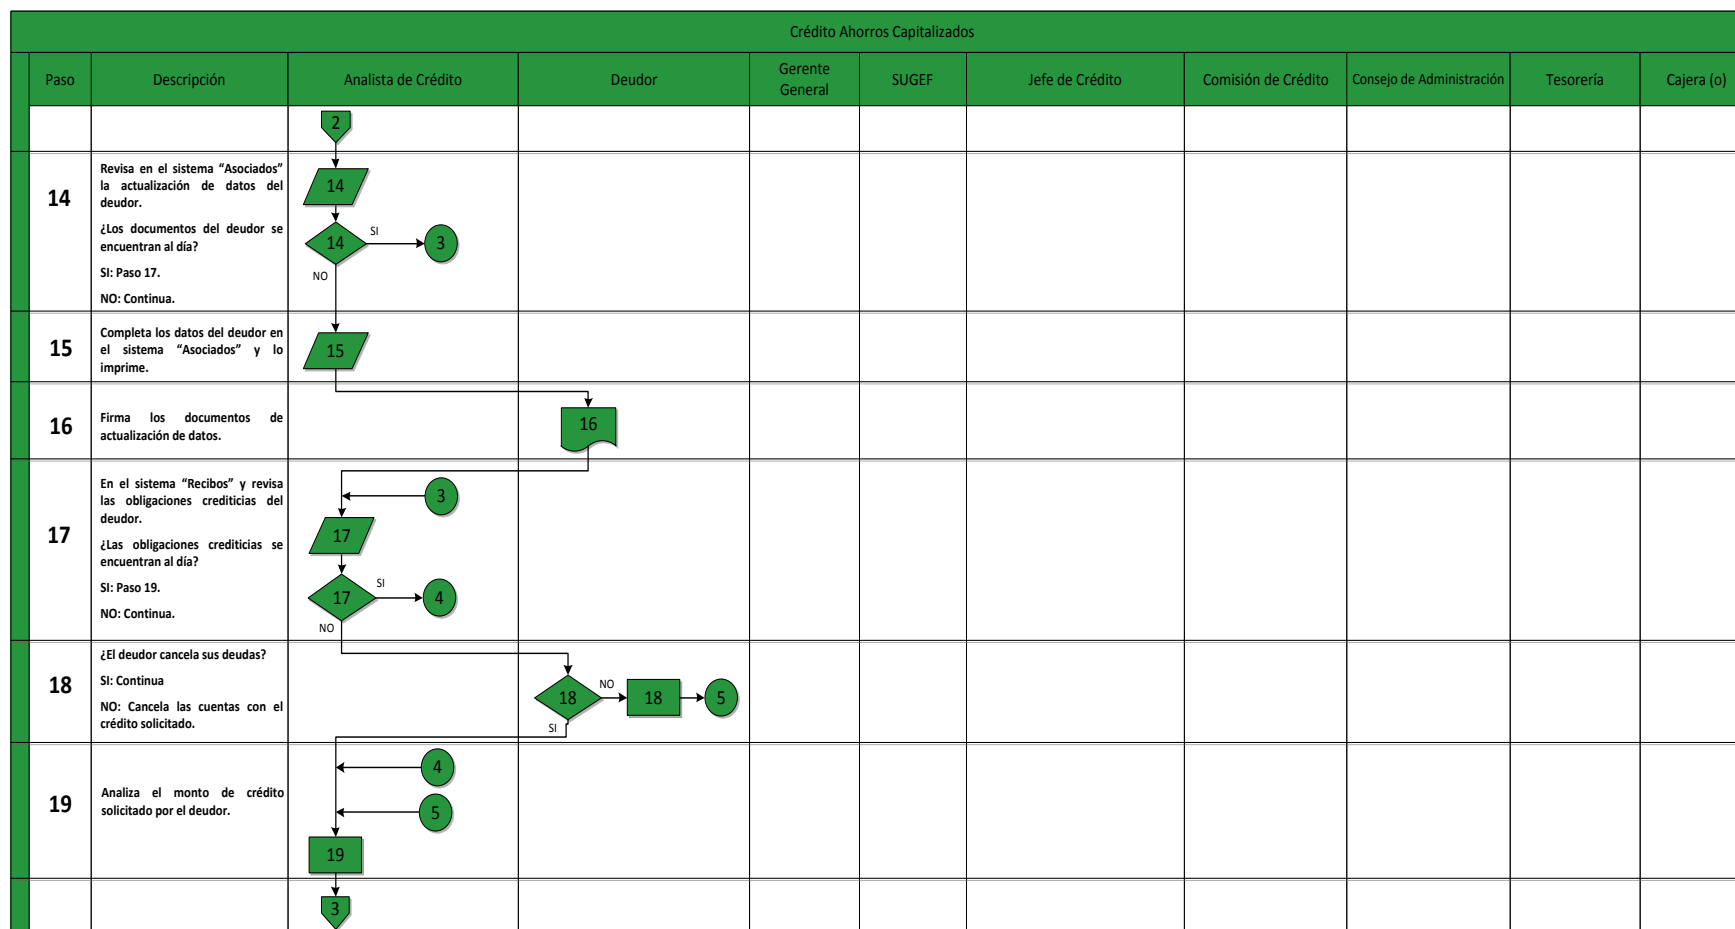 Crédito Ahorros Capitalizados
Paso
Descripción
Analista de Crédito
Deudor
Gerente
General
SUGEF
Jefe de Crédito
Comisión de Crédito
Consejo de Administración
Tesorería
Cajera (o)
2
14
Revisa en el sistema “Asociados”
la actualización de datos del
deudor.
¿Los documentos del deudor se
encuentran al día?
SI: Paso 17.
NO: Continua.
14
14
SI
3
NO
15
Completa los datos del deudor en
el sistema “Asociados” y lo
imprime.
15
16
Firma los documentos de
actualización de datos.
16
17
En el sistema “Recibos” y revisa
las obligaciones crediticias del
deudor.
¿Las obligaciones crediticias se
encuentran al día?
SI: Paso 19.
NO: Continua.
3
17
17
SI
4
NO
18
¿El deudor cancela sus deudas?
SI: Continua
NO: Cancela las cuentas con el
crédito solicitado.
18
NO
18
5
SI
19
Analiza el monto de crédito
solicitado por el deudor.
4
5
19
3